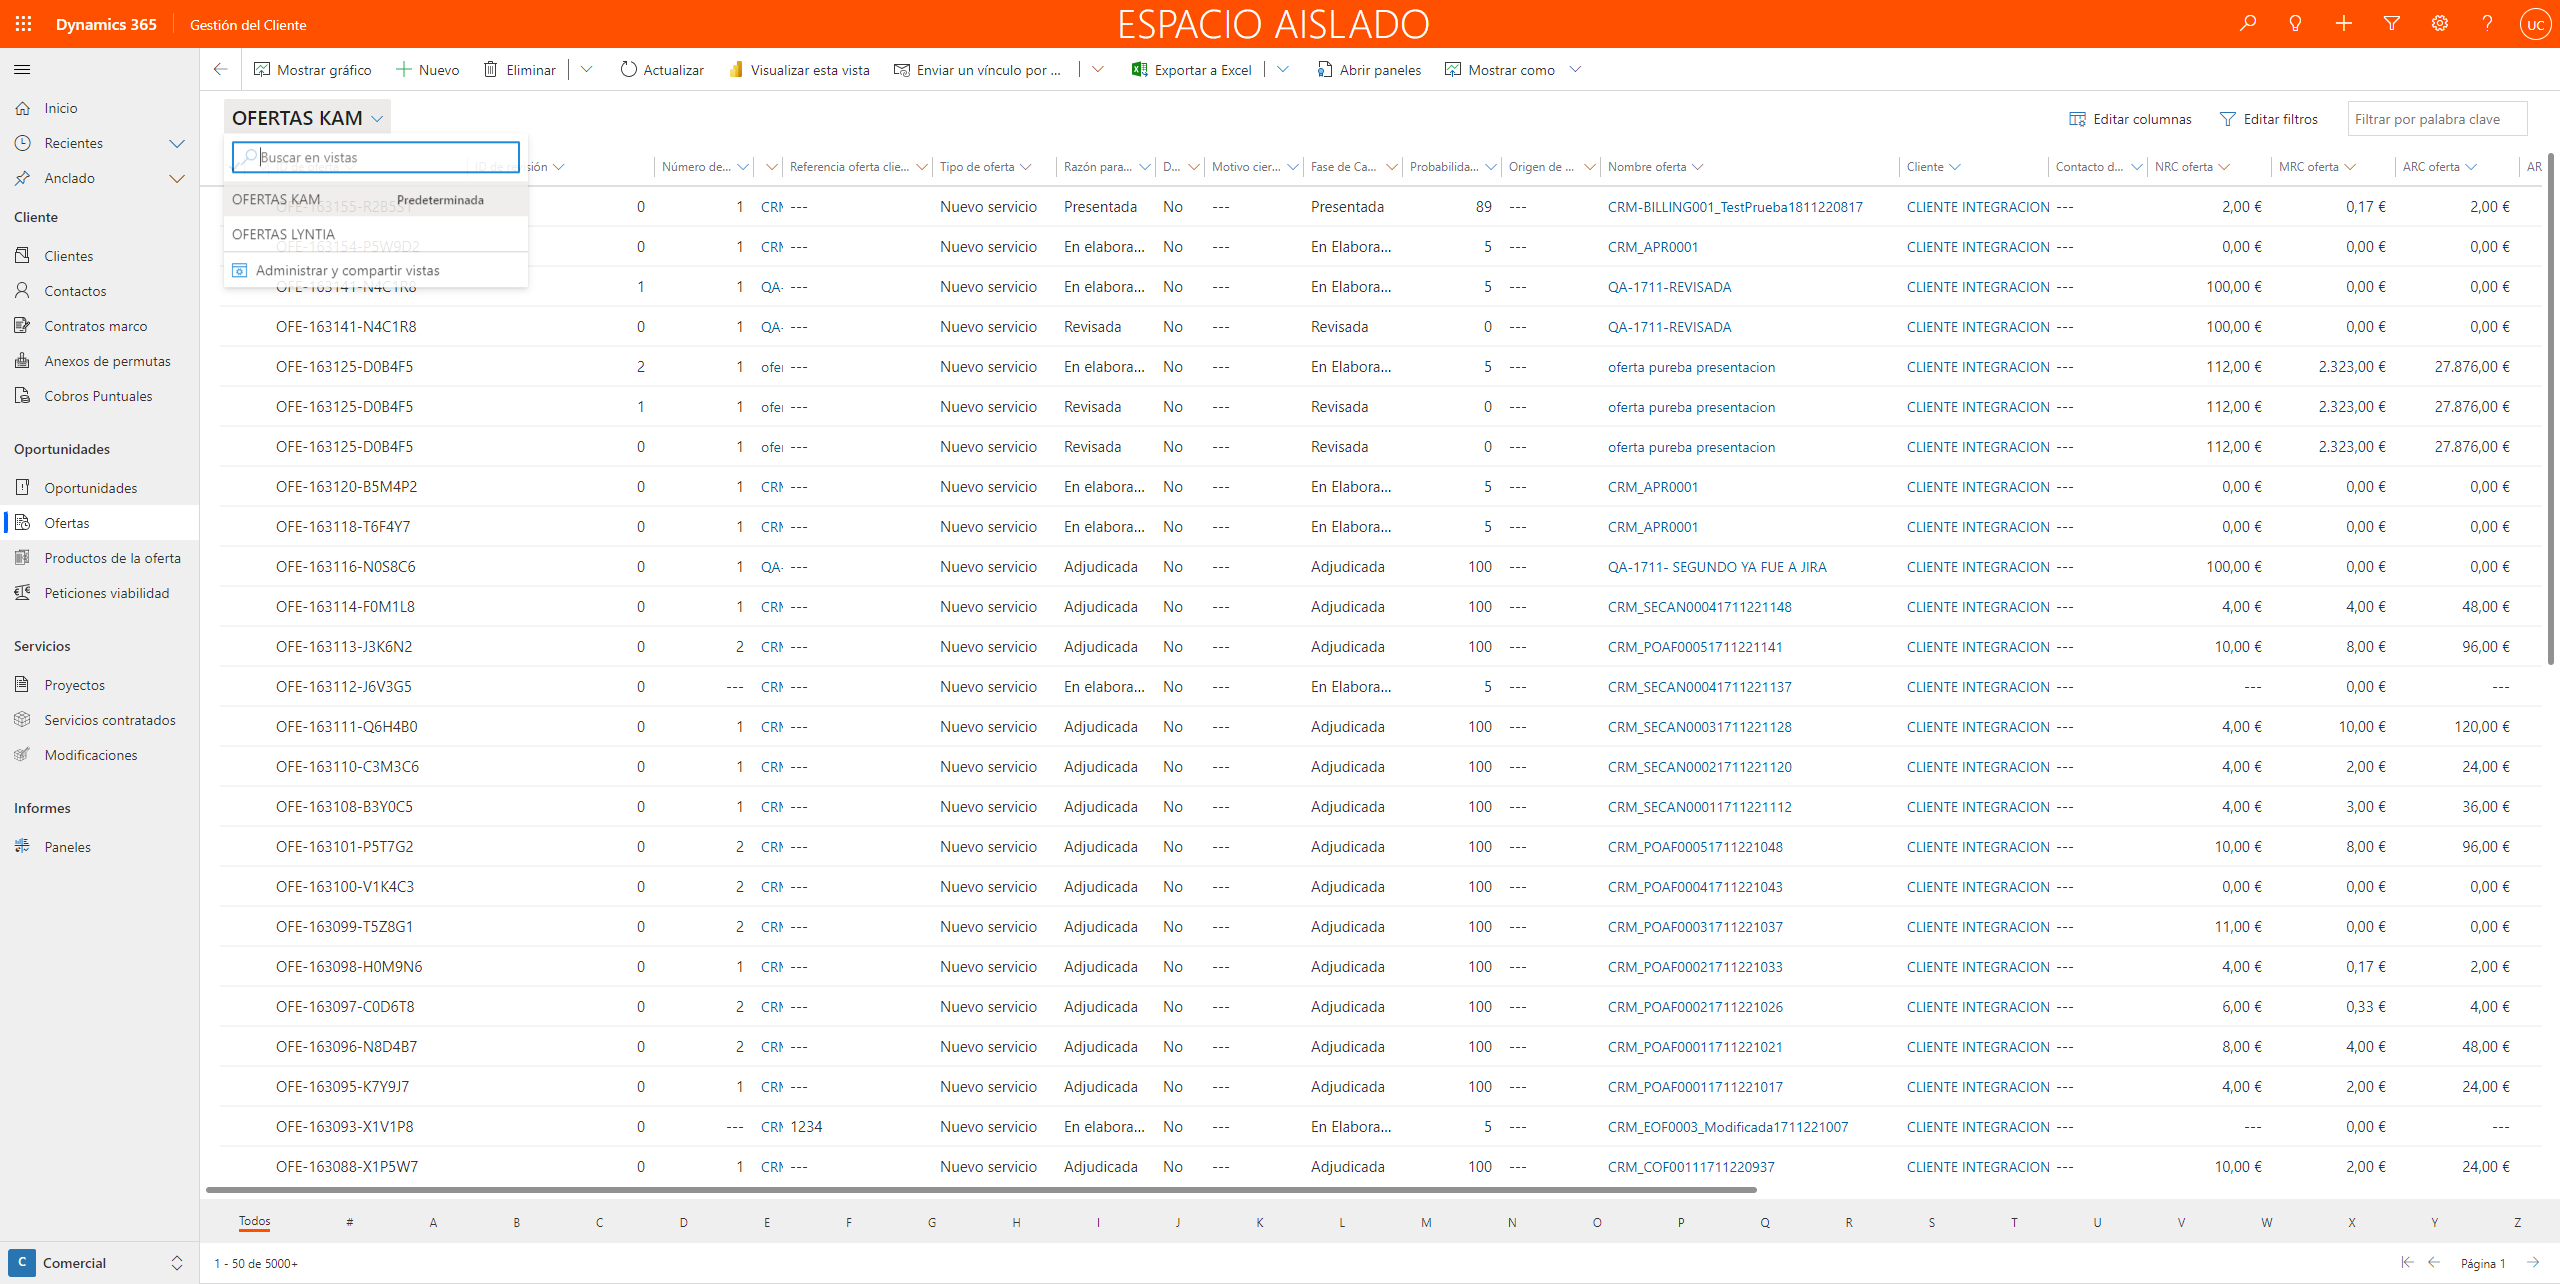 Dynamics 365 Gestión del Cliente ESPACIO AISLADO UC
Mostrar gráfico Nuevo Eliminar Actualizar Visualizar esta vista Enviar un vínculo por ... Exportar a Excel Abrir paneles Mostrar como
Inicio
Recientes
Anclado
Cliente
Clientes
Contactos
Contratos marco
Anexos de permutas
Cobros Puntuales
Oportunidades
Oportunidades
Ofertas
Productos de la oferta
Peticiones viabilidad
Servicios
Proyectos
Servicios contratados
Modificaciones
Informes
Paneles
C Comercial
OFERTAS KAM Editar columnas Editar filtros Filtrar por palabra clave
Buscar en vistas
OFERTAS KAM Predeterminada
OFERTAS LYNTIA
Administrar y compartir vistas
Número de... Referencia oferta clie... Tipo de oferta Razón para... D... Motivo cier... Fase de Ca... Probabilida... Origen de ... Nombre oferta Cliente Contacto d... NRC oferta MRC oferta ARC oferta AR
0 1 CRM --- Nuevo servicio Presentada No --- Presentada 89 --- CRM-BILLING001_TestPrueba1811220817 CLIENTE INTEGRACION --- 2,00 € 0,17 € 2,00 €
OFE-163154-P5W9D2 0 1 CRM --- Nuevo servicio En elabora... No --- En Elabora... 5 --- CRM_APR0001 CLIENTE INTEGRACION --- 0,00 € 0,00 € 0,00 €
OFE-163141-N4C1R8 1 1 QA- --- Nuevo servicio En elabora... No --- En Elabora... 5 --- QA-1711-REVISADA CLIENTE INTEGRACION --- 100,00 € 0,00 € 0,00 €
OFE-163141-N4C1R8 0 1 QA- --- Nuevo servicio Revisada No --- Revisada 0 --- QA-1711-REVISADA CLIENTE INTEGRACION --- 100,00 € 0,00 € 0,00 €
OFE-163125-D0B4F5 2 1 ofer --- Nuevo servicio En elabora... No --- En Elabora... 5 --- oferta pureba presentacion CLIENTE INTEGRACION --- 112,00 € 2.323,00 € 27.876,00 €
OFE-163125-D0B4F5 1 1 ofer --- Nuevo servicio Revisada No --- Revisada 0 --- oferta pureba presentacion CLIENTE INTEGRACION --- 112,00 € 2.323,00 € 27.876,00 €
OFE-163125-D0B4F5 0 1 ofer --- Nuevo servicio Revisada No --- Revisada 0 --- oferta pureba presentacion CLIENTE INTEGRACION --- 112,00 € 2.323,00 € 27.876,00 €
OFE-163120-B5M4P2 0 1 CRM --- Nuevo servicio En elabora... No --- En Elabora... 5 --- CRM_APR0001 CLIENTE INTEGRACION --- 0,00 € 0,00 € 0,00 €
OFE-163118-T6F4Y7 0 1 CRM --- Nuevo servicio En elabora... No --- En Elabora... 5 --- CRM_APR0001 CLIENTE INTEGRACION --- 0,00 € 0,00 € 0,00 €
OFE-163116-N0S8C6 0 1 QA- --- Nuevo servicio Adjudicada No --- Adjudicada 100 --- QA-1711- SEGUNDO YA FUE A JIRA CLIENTE INTEGRACION --- 100,00 € 0,00 € 0,00 €
OFE-163114-F0M1L8 0 1 CRM --- Nuevo servicio Adjudicada No --- Adjudicada 100 --- CRM_SECAN00041711221148 CLIENTE INTEGRACION --- 4,00 € 4,00 € 48,00 €
OFE-163113-J3K6N2 0 2 CRM --- Nuevo servicio Adjudicada No --- Adjudicada 100 --- CRM_POAF00051711221141 CLIENTE INTEGRACION --- 10,00 € 8,00 € 96,00 €
OFE-163112-J6V3G5 0 --- CRM --- Nuevo servicio En elabora... No --- En Elabora... 5 --- CRM_SECAN00041711221137 CLIENTE INTEGRACION --- --- 0,00 € ---
OFE-163111-Q6H4B0 0 1 CRM --- Nuevo servicio Adjudicada No --- Adjudicada 100 --- CRM_SECAN00031711221128 CLIENTE INTEGRACION --- 4,00 € 10,00 € 120,00 €
OFE-163110-C3M3C6 0 1 CRM --- Nuevo servicio Adjudicada No --- Adjudicada 100 --- CRM_SECAN00021711221120 CLIENTE INTEGRACION --- 4,00 € 2,00 € 24,00 €
OFE-163108-B3Y0C5 0 1 CRM --- Nuevo servicio Adjudicada No --- Adjudicada 100 --- CRM_SECAN00011711221112 CLIENTE INTEGRACION --- 4,00 € 3,00 € 36,00 €
OFE-163101-P5T7G2 0 2 CRM --- Nuevo servicio Adjudicada No --- Adjudicada 100 --- CRM_POAF00051711221048 CLIENTE INTEGRACION --- 10,00 € 8,00 € 96,00 €
OFE-163100-V1K4C3 0 2 CRM --- Nuevo servicio Adjudicada No --- Adjudicada 100 --- CRM_POAF00041711221043 CLIENTE INTEGRACION --- 0,00 € 0,00 € 0,00 €
OFE-163099-T5Z8G1 0 2 CRM --- Nuevo servicio Adjudicada No --- Adjudicada 100 --- CRM_POAF00031711221037 CLIENTE INTEGRACION --- 11,00 € 0,00 € 0,00 €
OFE-163098-H0M9N6 0 1 CRM --- Nuevo servicio Adjudicada No --- Adjudicada 100 --- CRM_POAF00021711221033 CLIENTE INTEGRACION --- 4,00 € 0,17 € 2,00 €
OFE-163097-C0D6T8 0 2 CRM --- Nuevo servicio Adjudicada No --- Adjudicada 100 --- CRM_POAF00021711221026 CLIENTE INTEGRACION --- 6,00 € 0,33 € 4,00 €
OFE-163096-N8D4B7 0 2 CRM --- Nuevo servicio Adjudicada No --- Adjudicada 100 --- CRM_POAF00011711221021 CLIENTE INTEGRACION --- 8,00 € 4,00 € 48,00 €
OFE-163095-K7Y9J7 0 1 CRM --- Nuevo servicio Adjudicada No --- Adjudicada 100 --- CRM_POAF00011711221017 CLIENTE INTEGRACION --- 4,00 € 2,00 € 24,00 €
OFE-163093-X1V1P8 0 --- CRM 1234 Nuevo servicio En elabora... No --- En Elabora... 5 --- CRM_EOF0003_Modificada1711221007 CLIENTE INTEGRACION --- --- 0,00 € ---
OFE-163088-X1P5W7 0 1 CRM --- Nuevo servicio Adjudicada No --- Adjudicada 100 --- CRM_COF00111711220937 CLIENTE INTEGRACION --- 10,00 € 2,00 € 24,00 €
Todos # A B C D E F G H I J K L M N O P Q R S T U V W X Y Z
1 - 50 de 5000+ Página 1